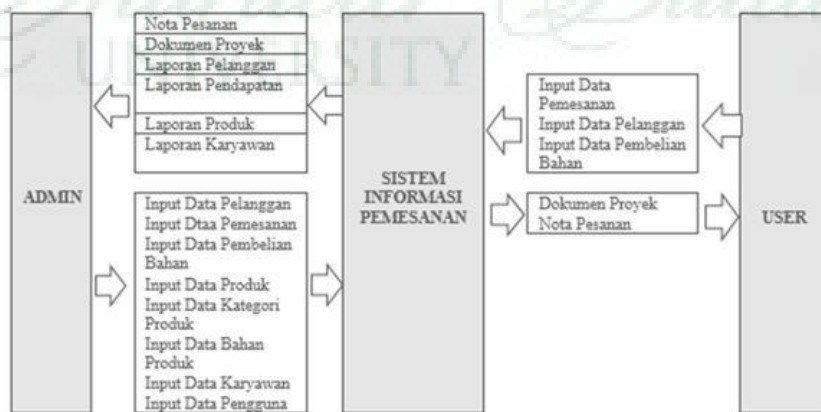 UNIVERSITY
ADMIN
Nota Pesanan
Dokumen Proyek
Laporan Pelanggan
Laporan Pendapatan
Laporan Produk
Laporan Karyawan
Input Data Pelanggan
Input Dtaa Pemesanan
Input Data Pembelian
Bahan
Input Data Produk
Input Data Kategori
Produk
Input Data Bahan
Produk
Input Data Karyawan
Input Data Pengguna
SISTEM
INFORMASI
PEMESANAN
Input Data
Pemesanan
Input Data Pelanggan
Input Data Pembelian
Bahan
Dokumen Proyek
Nota Pesanan
USER